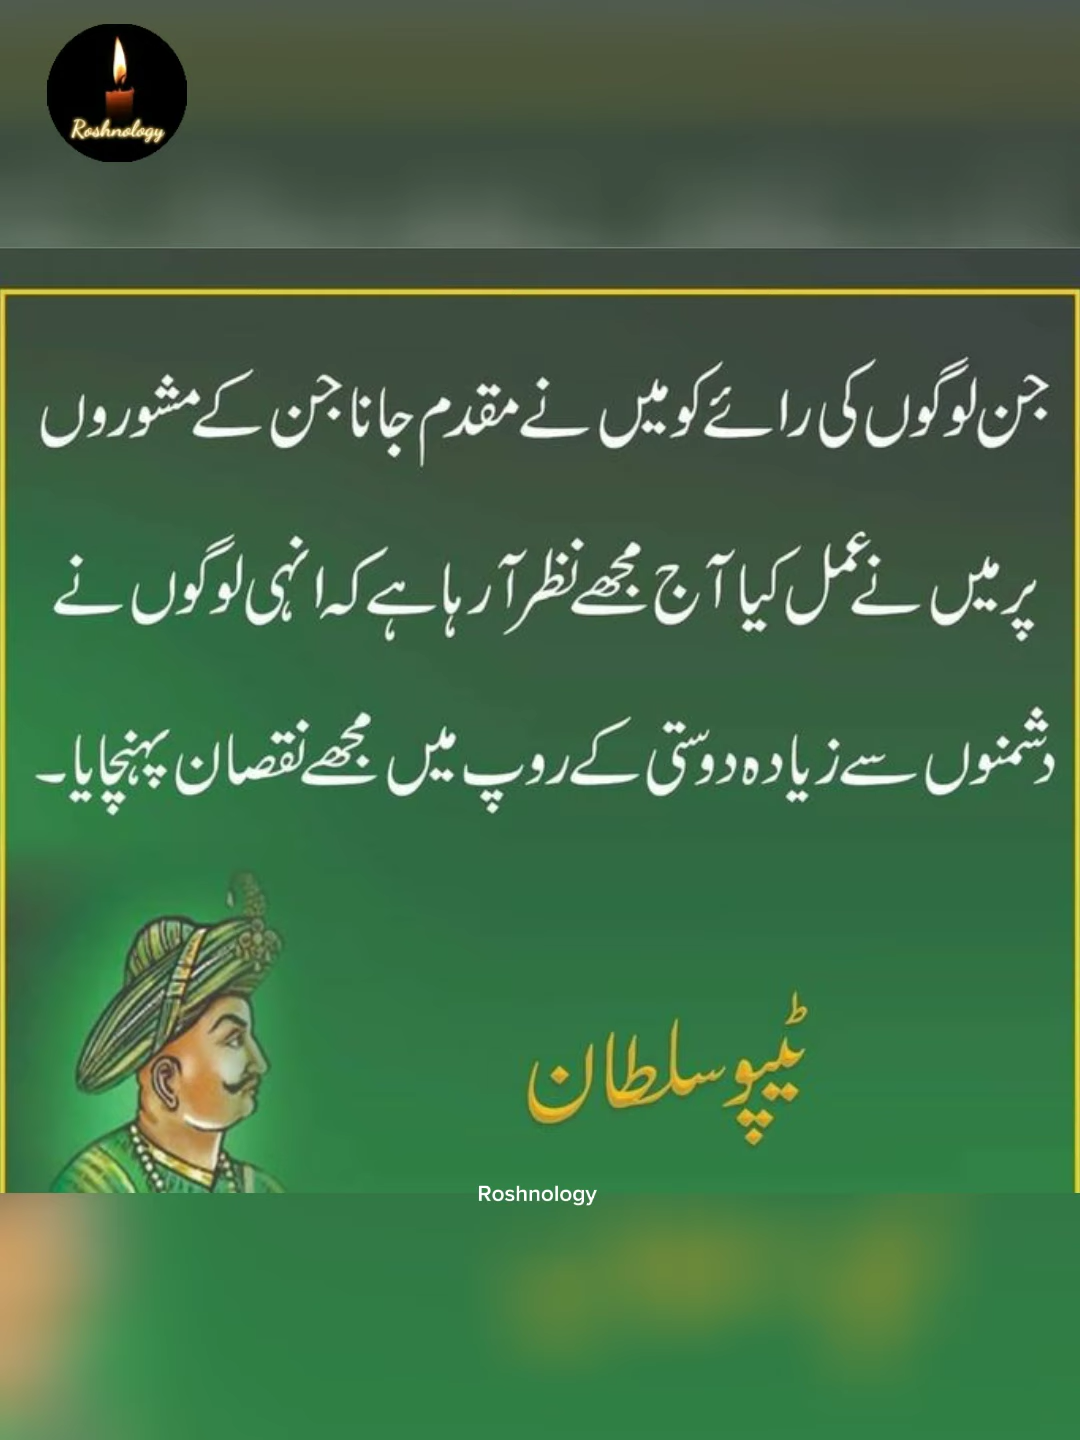 Roshnology
جن لوگوں کی رائے کو میں نے مقدم جانا جن کے مشوروں
پر میں نے عمل کیا آج مجھے نظر آ رہا ہے کہ انہی لوگوں نے
دشمنوں سے زیادہ دوستی کے روپ میں مجھے نقصان پہنچایا۔
ٹیپو سلطان
Roshnology